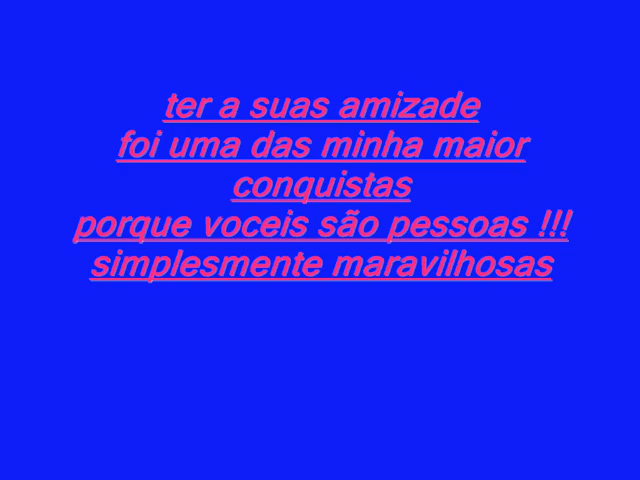 ter a suas amizade
foi uma das minha maior
conquistas
porque voceis são pessoas !!!
simplesmente maravilhosas